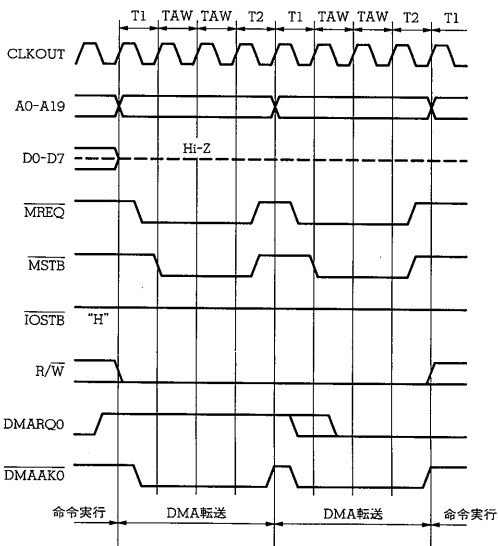 T1 TAW TAW T2 T1 TAW TAW T2 T1
CLKOUT
A0-A19
D0-D7
Hi-Z
MREQ
MSTB
IOSTB "H"
R/W
DMARQ0
DMAAK0
命令実行 DMA転送 DMA転送 命令実行